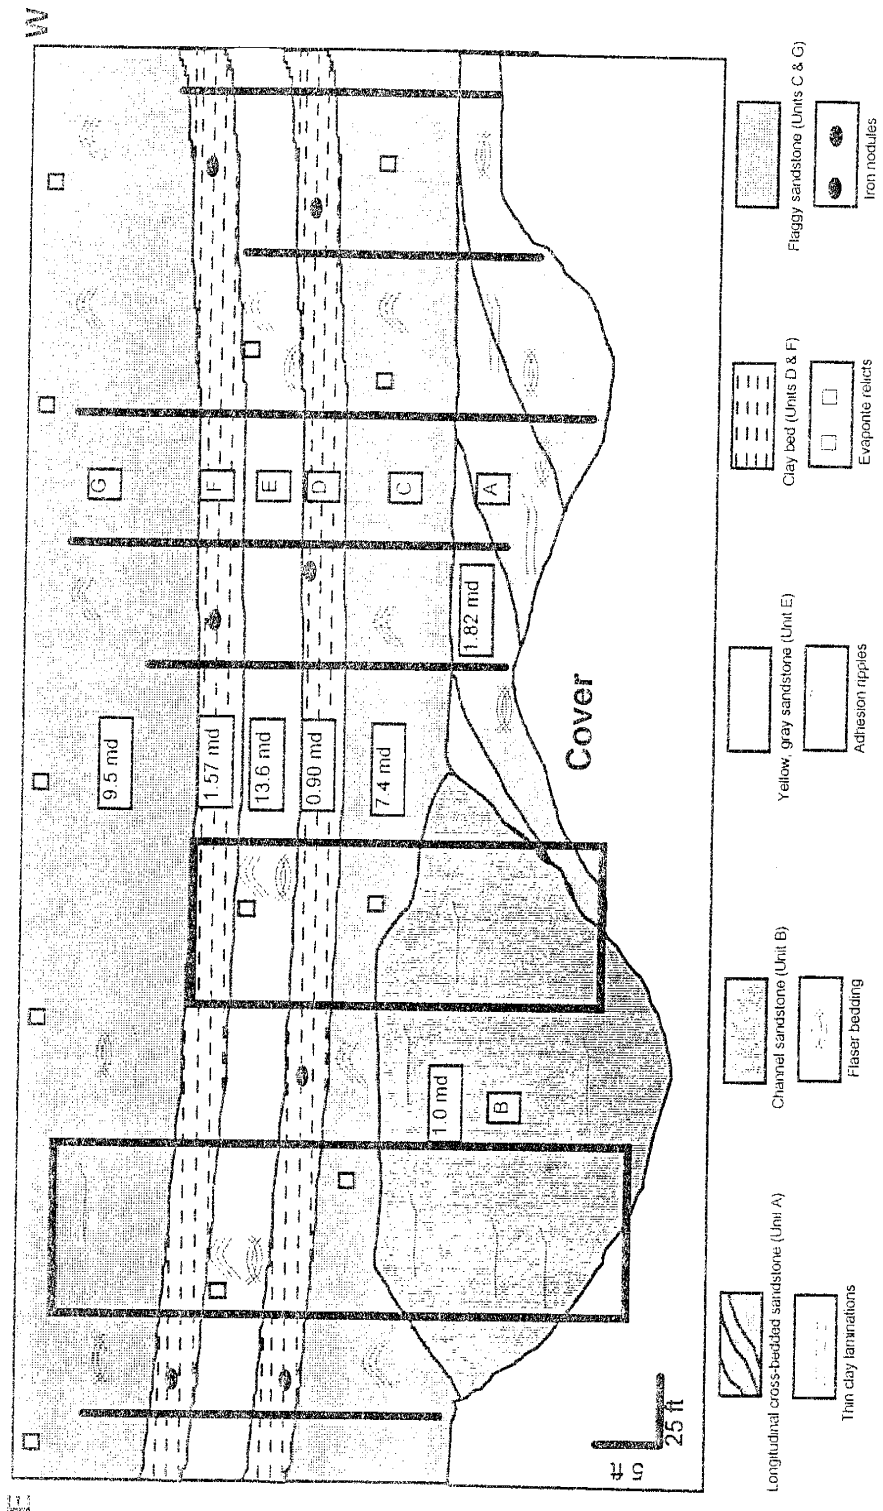 E
W
G
F
E
D
C
A
B
9.5 md
1.57 md
13.6 md
0.90 md
7.4 md
1.82 md
1.0 md
Cover
5 ft
25 ft
Longitudinal cross-bedded sandstone (Unit A)
Channel sandstone (Unit B)
Yellow, gray sandstone (Unit E)
Clay bed (Units D & F)
Flaggy sandstone (Units C & G)
Thin clay laminations
Flaser bedding
Adhesion ripples
Evaporite relicts
Iron nodules